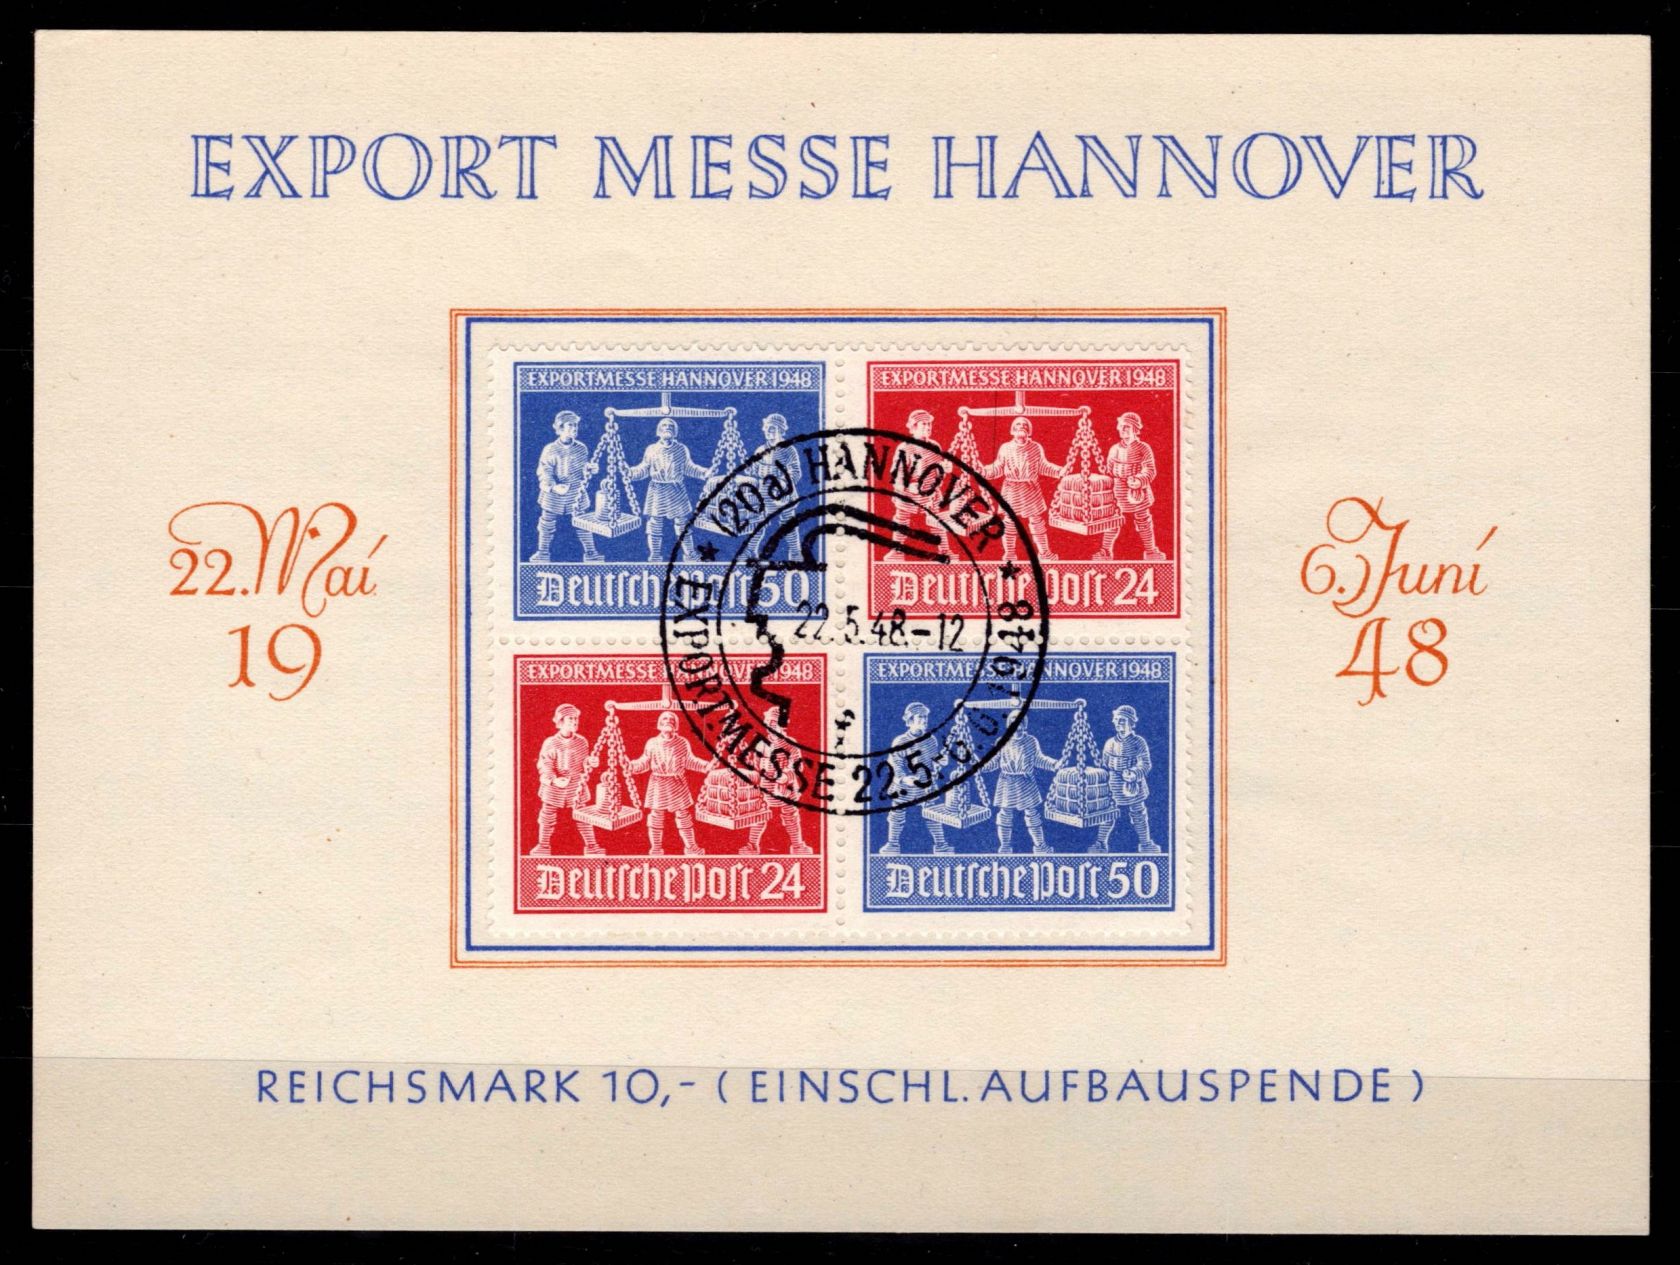 EXPORT MESSE HANNOVER
22. Mai
19
6. Juni
48
EXPORTMESSE HANNOVER 1948
Deutsche Post 50
EXPORTMESSE HANNOVER 1948
Deutsche Post 24
EXPORTMESSE HANNOVER 1948
Deutsche Post 24
EXPORTMESSE HANNOVER 1948
Deutsche Post 50
(20a) HANNOVER
22.5.48.-12
EXPORTMESSE 22.5.-6.6.1948
REICHSMARK 10,- (EINSCHL. AUFBAUSPENDE)